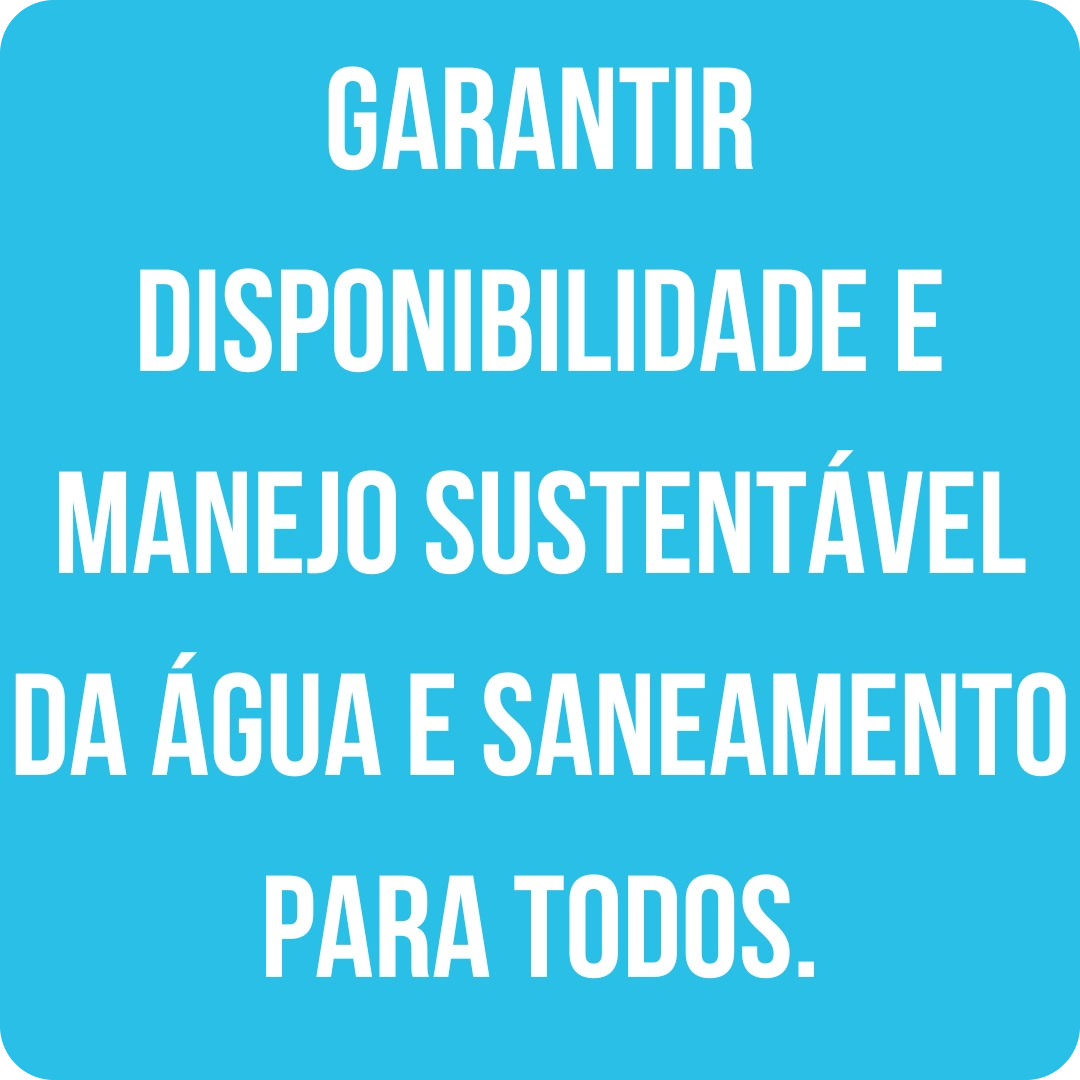 GARANTIR
DISPONIBILIDADE E
MANEJO SUSTENTÁVEL
DA ÁGUA E SANEAMENTO
PARA TODOS.